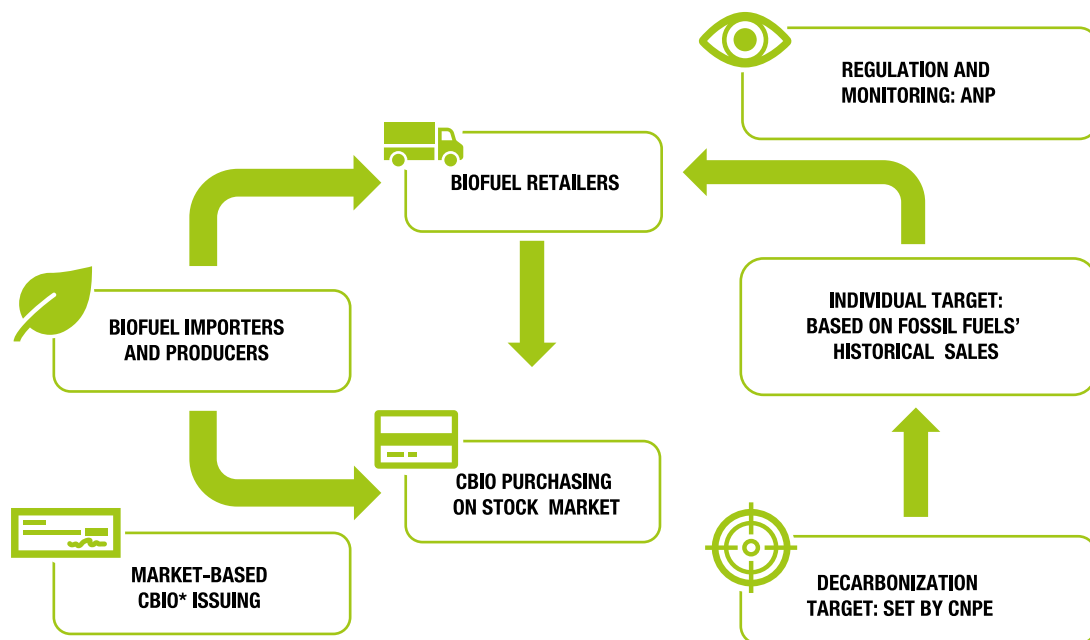 REGULATION AND
MONITORING: ANP
BIOFUEL RETAILERS
BIOFUEL IMPORTERS
AND PRODUCERS
INDIVIDUAL TARGET:
BASED ON FOSSIL FUELS'
HISTORICAL SALES
CBIO PURCHASING
ON STOCK MARKET
MARKET-BASED
CBIO* ISSUING
DECARBONIZATION
TARGET: SET BY CNPE